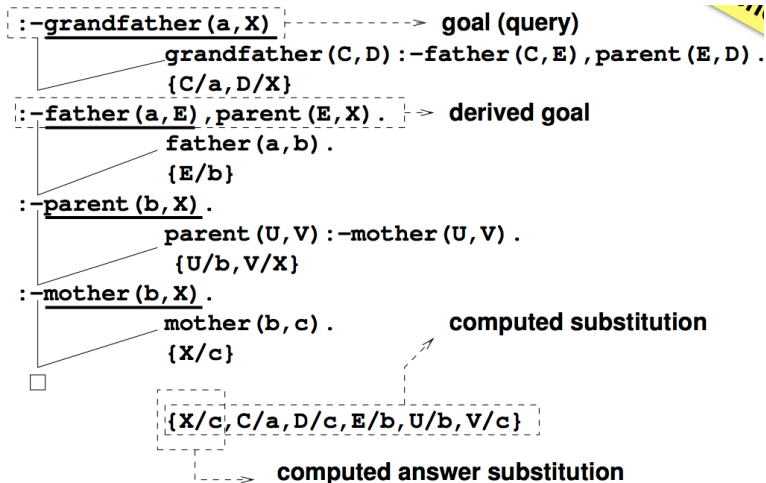 :-grandfather(a,X) goal (query)
grandfather(C,D):-father(C,E),parent(E,D).
{C/a,D/X}
:-father(a,E),parent(E,X). derived goal
father(a,b).
{E/b}
:-parent(b,X).
parent(U,V):-mother(U,V).
{U/b,V/X}
:-mother(b,X).
mother(b,c). computed substitution
{X/c}
{X/c,C/a,D/c,E/b,U/b,V/c}
computed answer substitution